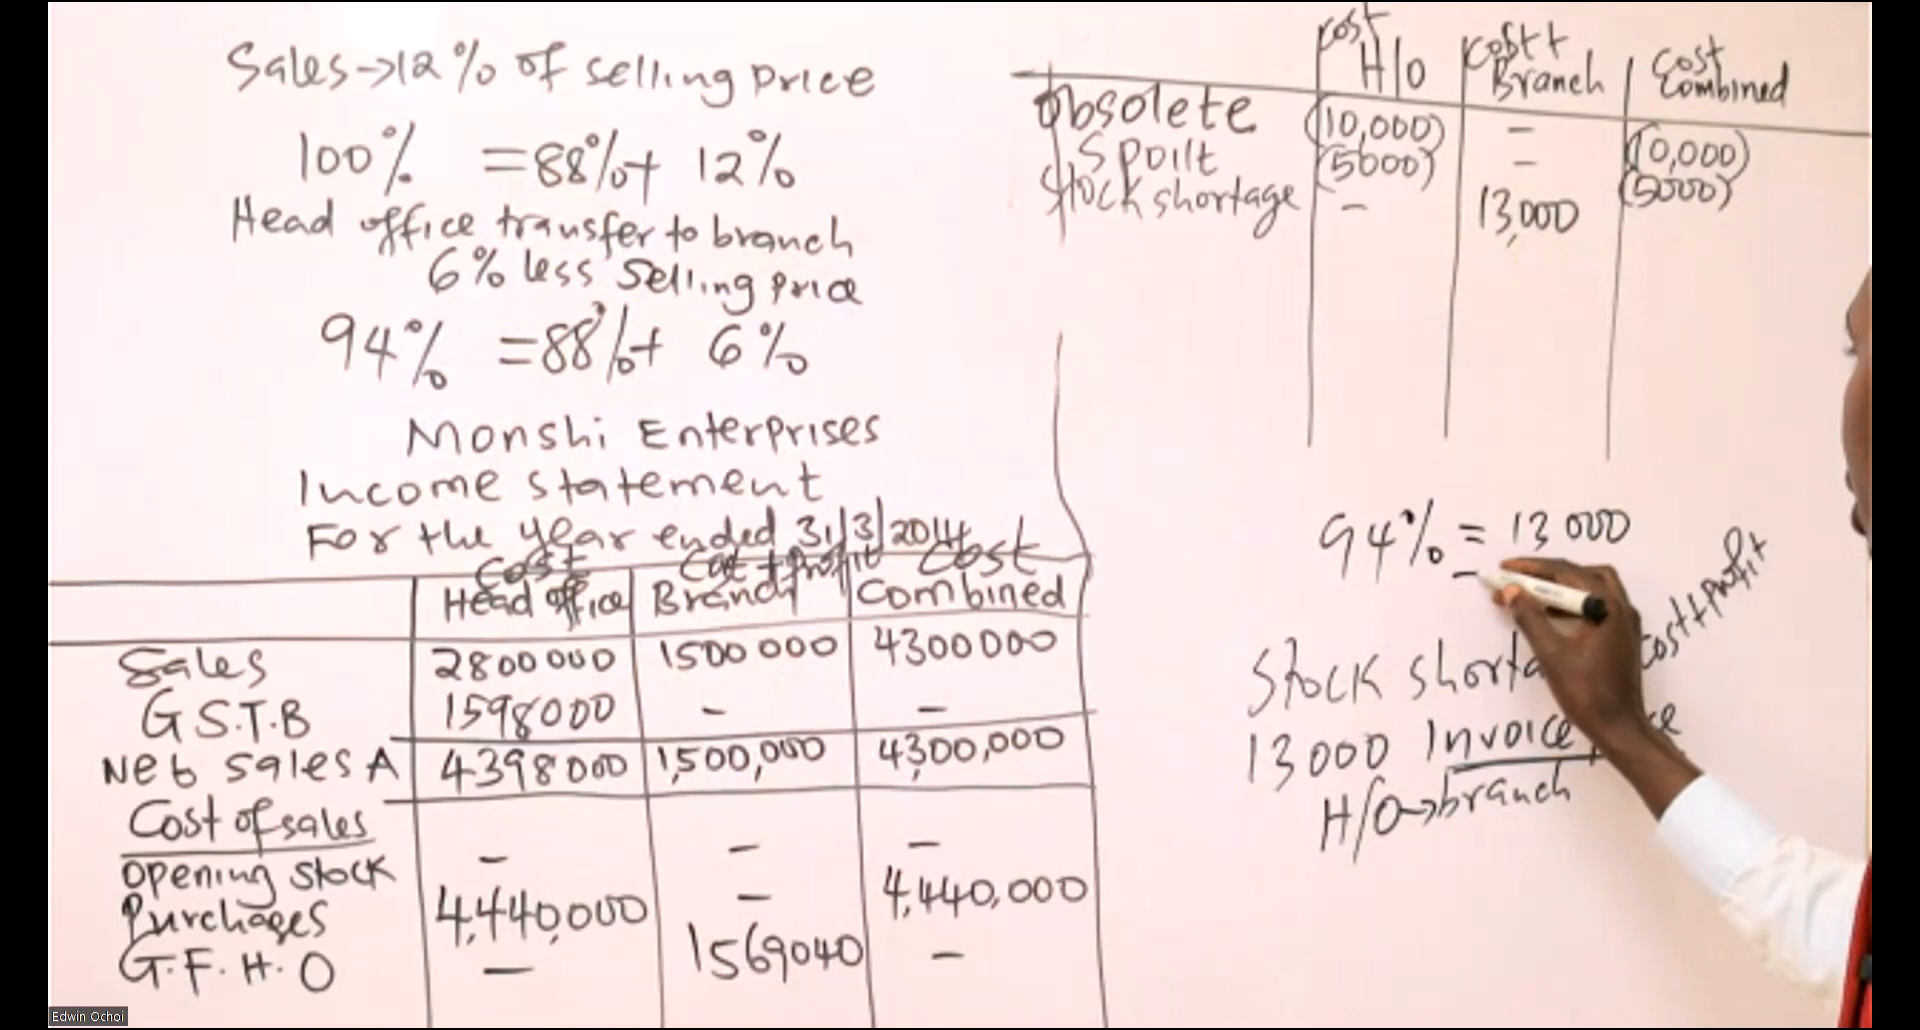 Sales→12% of selling price
100% = 88% + 12%
Head office transfer to branch
6% less selling price
94% = 88% + 6%
Monshi Enterprises
Income statement
For the year ended 31/3/2014
Cost Cost + profit Cost
Head office Branch Combined
Sales 2800000 1500000 4300000
G.S.T.B 1598000 - -
Net sales A 4398000 1,500,000 4,300,000
Cost of sales
Opening stock - - -
Purchases 4,440,000 - 4,440,000
G.F.H.O - 1569040 -
Cost Cost+ Cost
H/O Branch Combined
Obsolete (10,000) - (10,000)
Spoilt (5000) - (5000)
Stock shortage - 13,000
94% = 13000
Stock Cost+profit
13000 Invoice
H/O→branch
Edwin Ochoi